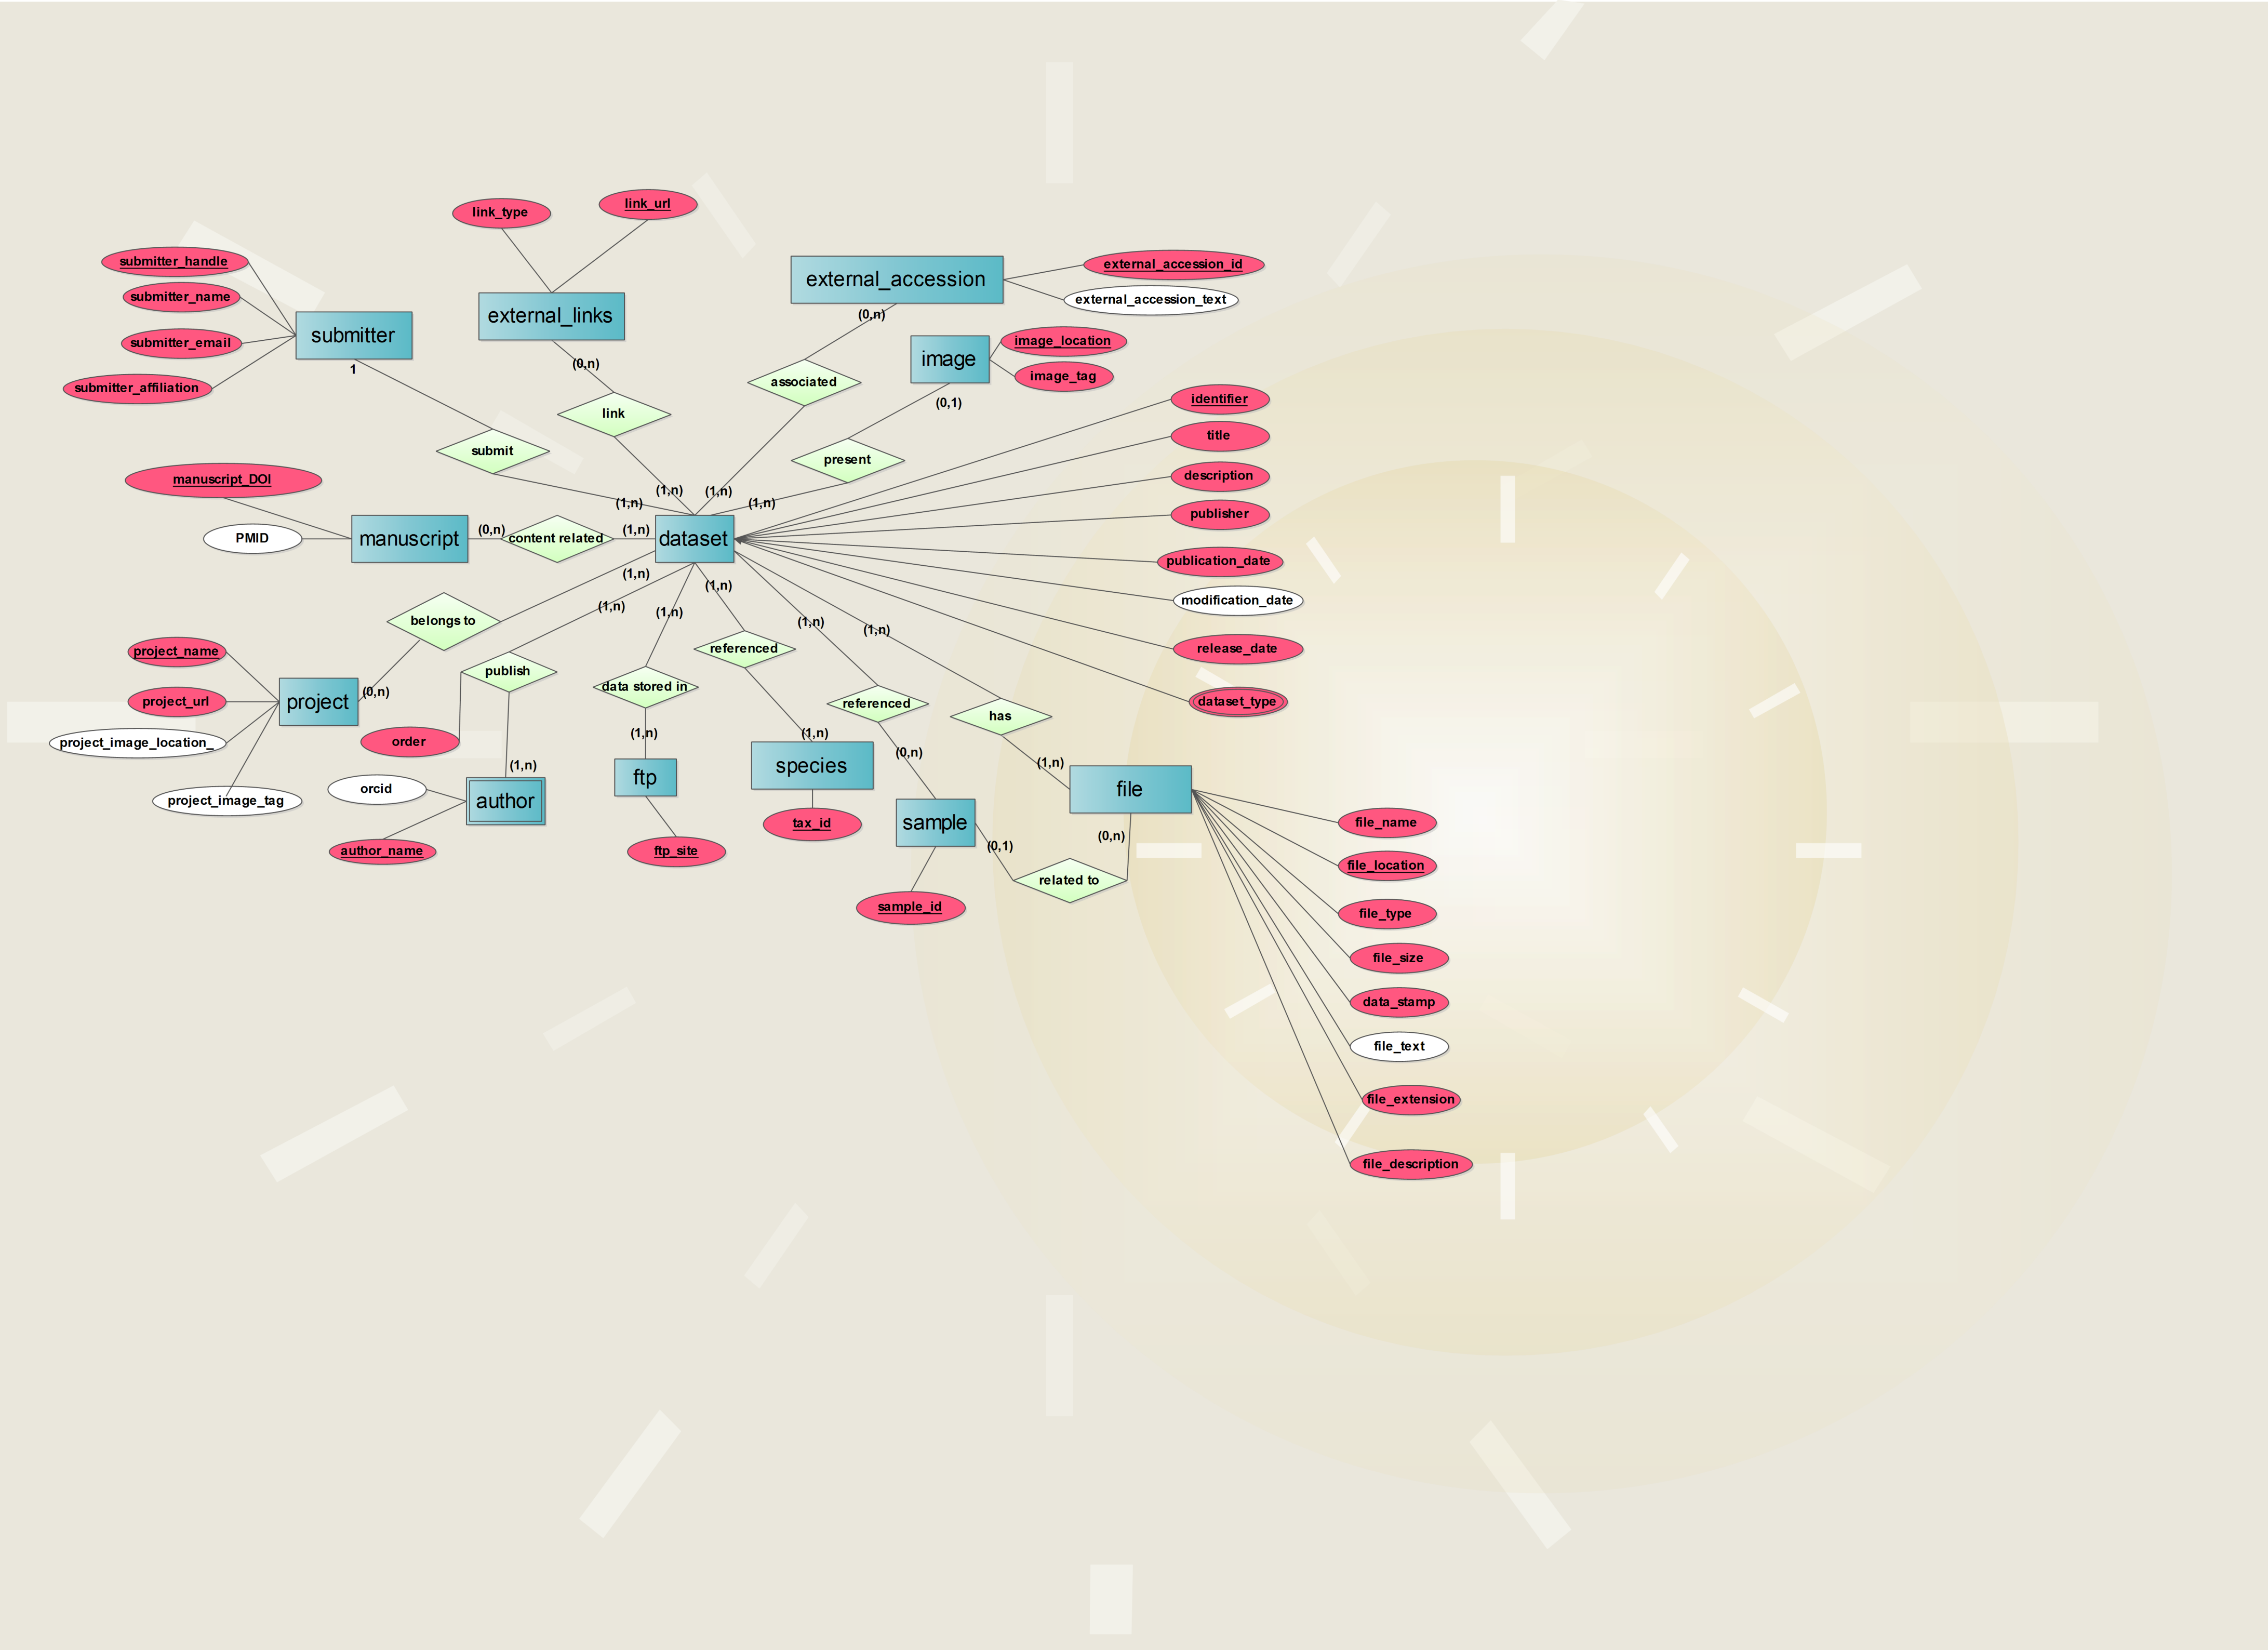 link_type
link_url
submitter_handle
submitter_name
submitter_email
submitter_affiliation
submitter
1
external_links
(0,n)
external_accession
(0,n)
external_accession_id
external_accession_text
image
image_location
image_tag
(0,1)
associated
link
submit
present
identifier
title
description
publisher
publication_date
modification_date
release_date
dataset_type
manuscript_DOI
PMID
manuscript
(0,n)
content related
(1,n)
dataset
(1,n)
(1,n)
(1,n)
(1,n)
(1,n)
(1,n)
(1,n)
(1,n)
(1,n)
(1,n)
belongs to
project_name
project_url
project_image_location_
project_image_tag
project
(0,n)
publish
order
(1,n)
orcid
author
author_name
data stored in
(1,n)
ftp
ftp_site
referenced
(1,n)
species
tax_id
referenced
(0,n)
sample
sample_id
(0,1)
has
(1,n)
file
(0,n)
related to
file_name
file_location
file_type
file_size
data_stamp
file_text
file_extension
file_description